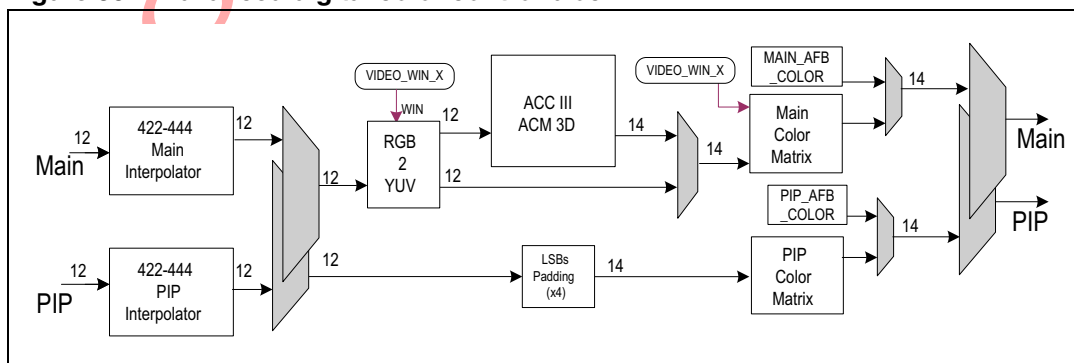 VIDEO_WIN_X
VIDEO_WIN_X
MAIN_AFB
_COLOR
14
12
422-444
Main
Interpolator
12
Main
WIN
12
RGB
2
YUV
12
ACC III
ACM 3D
14
14
Main
Color
Matrix
Main
12
12
PIP_AFB
_COLOR
PIP
12
422-444
PIP
Interpolator
12
PIP
12
LSBs
Padding
(x4)
14
PIP
Color
Matrix
14